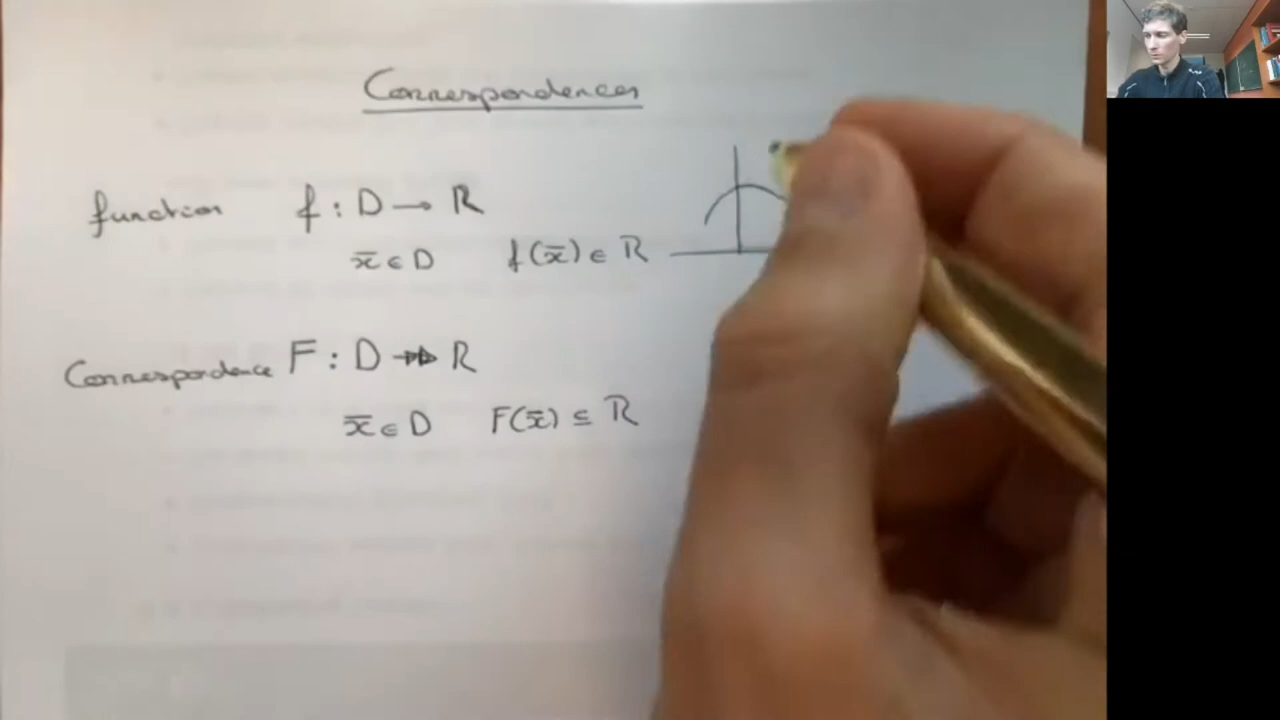 Correspondences
function f : D → R
x̄ ∈ D f(x̄) ∈ R
Correspondence F : D ↠ R
x̄ ∈ D F(x̄) ⊆ R